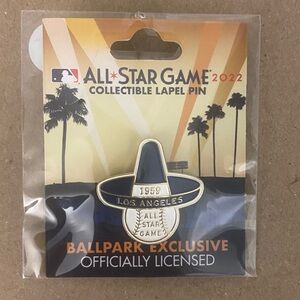 ALL★STAR GAME 2022
COLLECTIBLE LAPEL PIN
1959
LOS ANGELES
ALL
STAR
GAME
BALLPARK EXCLUSIVE
OFFICIALLY LICENSED